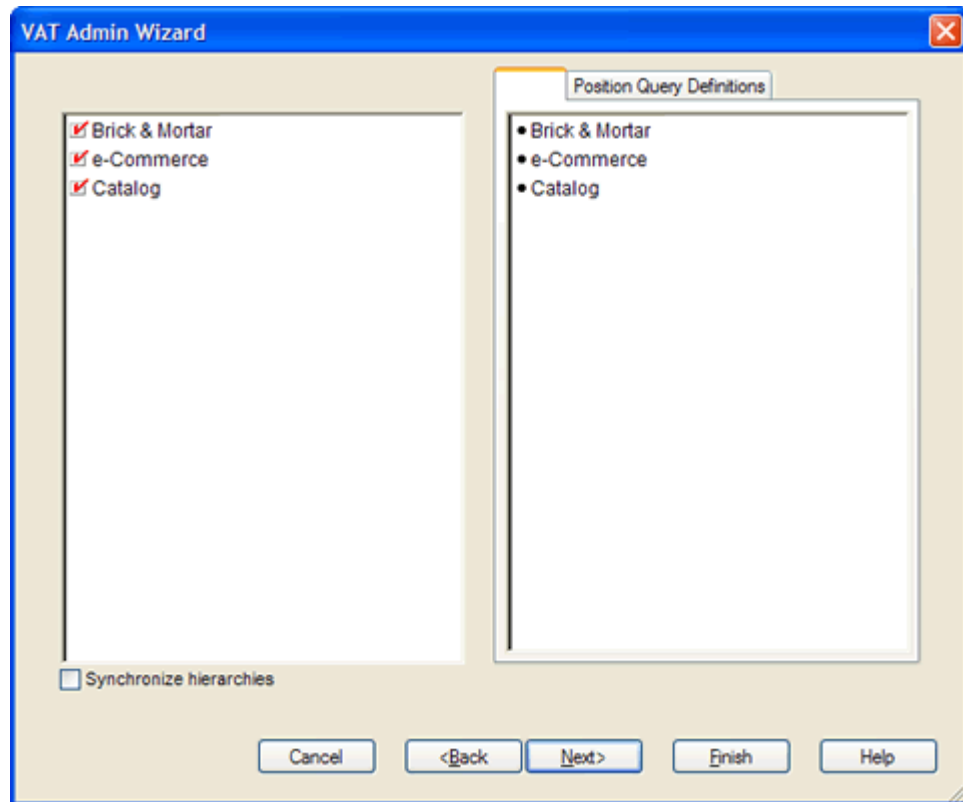 VAT Admin Wizard
Position Query Definitions
Brick & Mortar
e-Commerce
Catalog
Brick & Mortar
e-Commerce
Catalog
Synchronize hierarchies
Cancel
<Back
Next>
Finish
Help